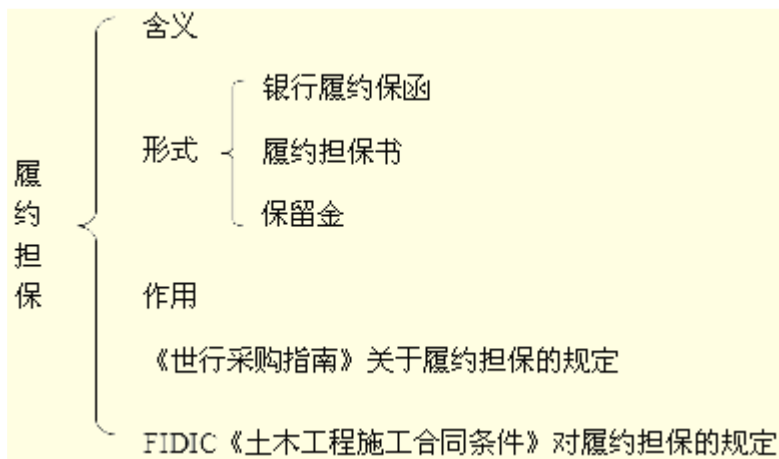 履约担保
含义
形式
银行履约保函
履约担保书
保留金
作用
《世行采购指南》关于履约担保的规定
FIDIC《土木工程施工合同条件》对履约担保的规定